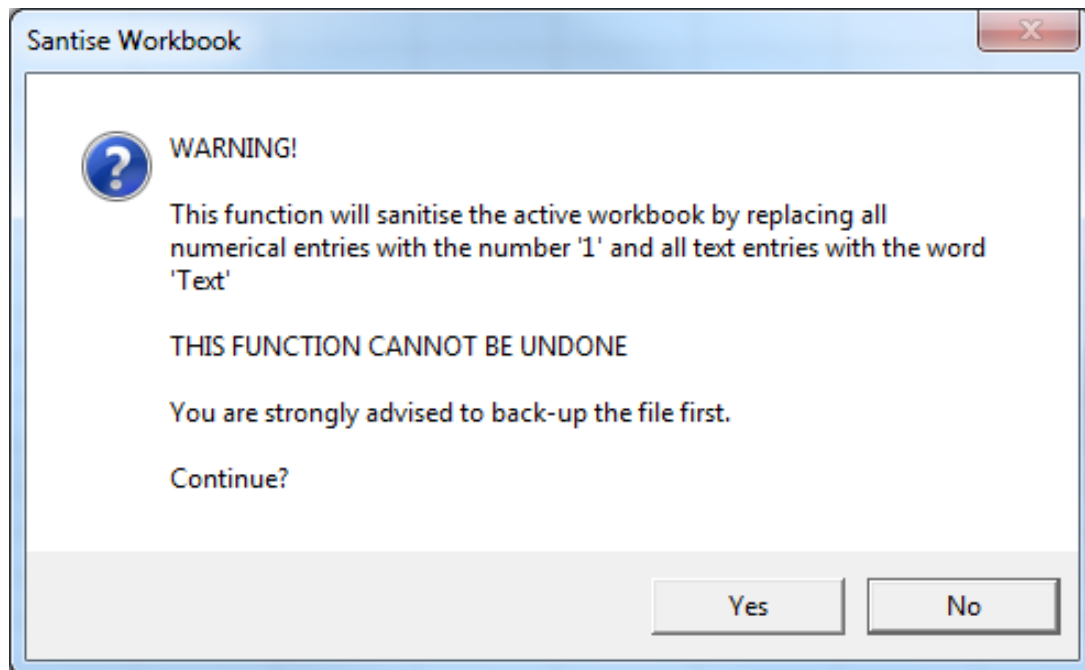 Santise Workbook
WARNING!
This function will sanitise the active workbook by replacing all
numerical entries with the number '1' and all text entries with the word
'Text'
THIS FUNCTION CANNOT BE UNDONE
You are strongly advised to back-up the file first.
Continue?
Yes
No